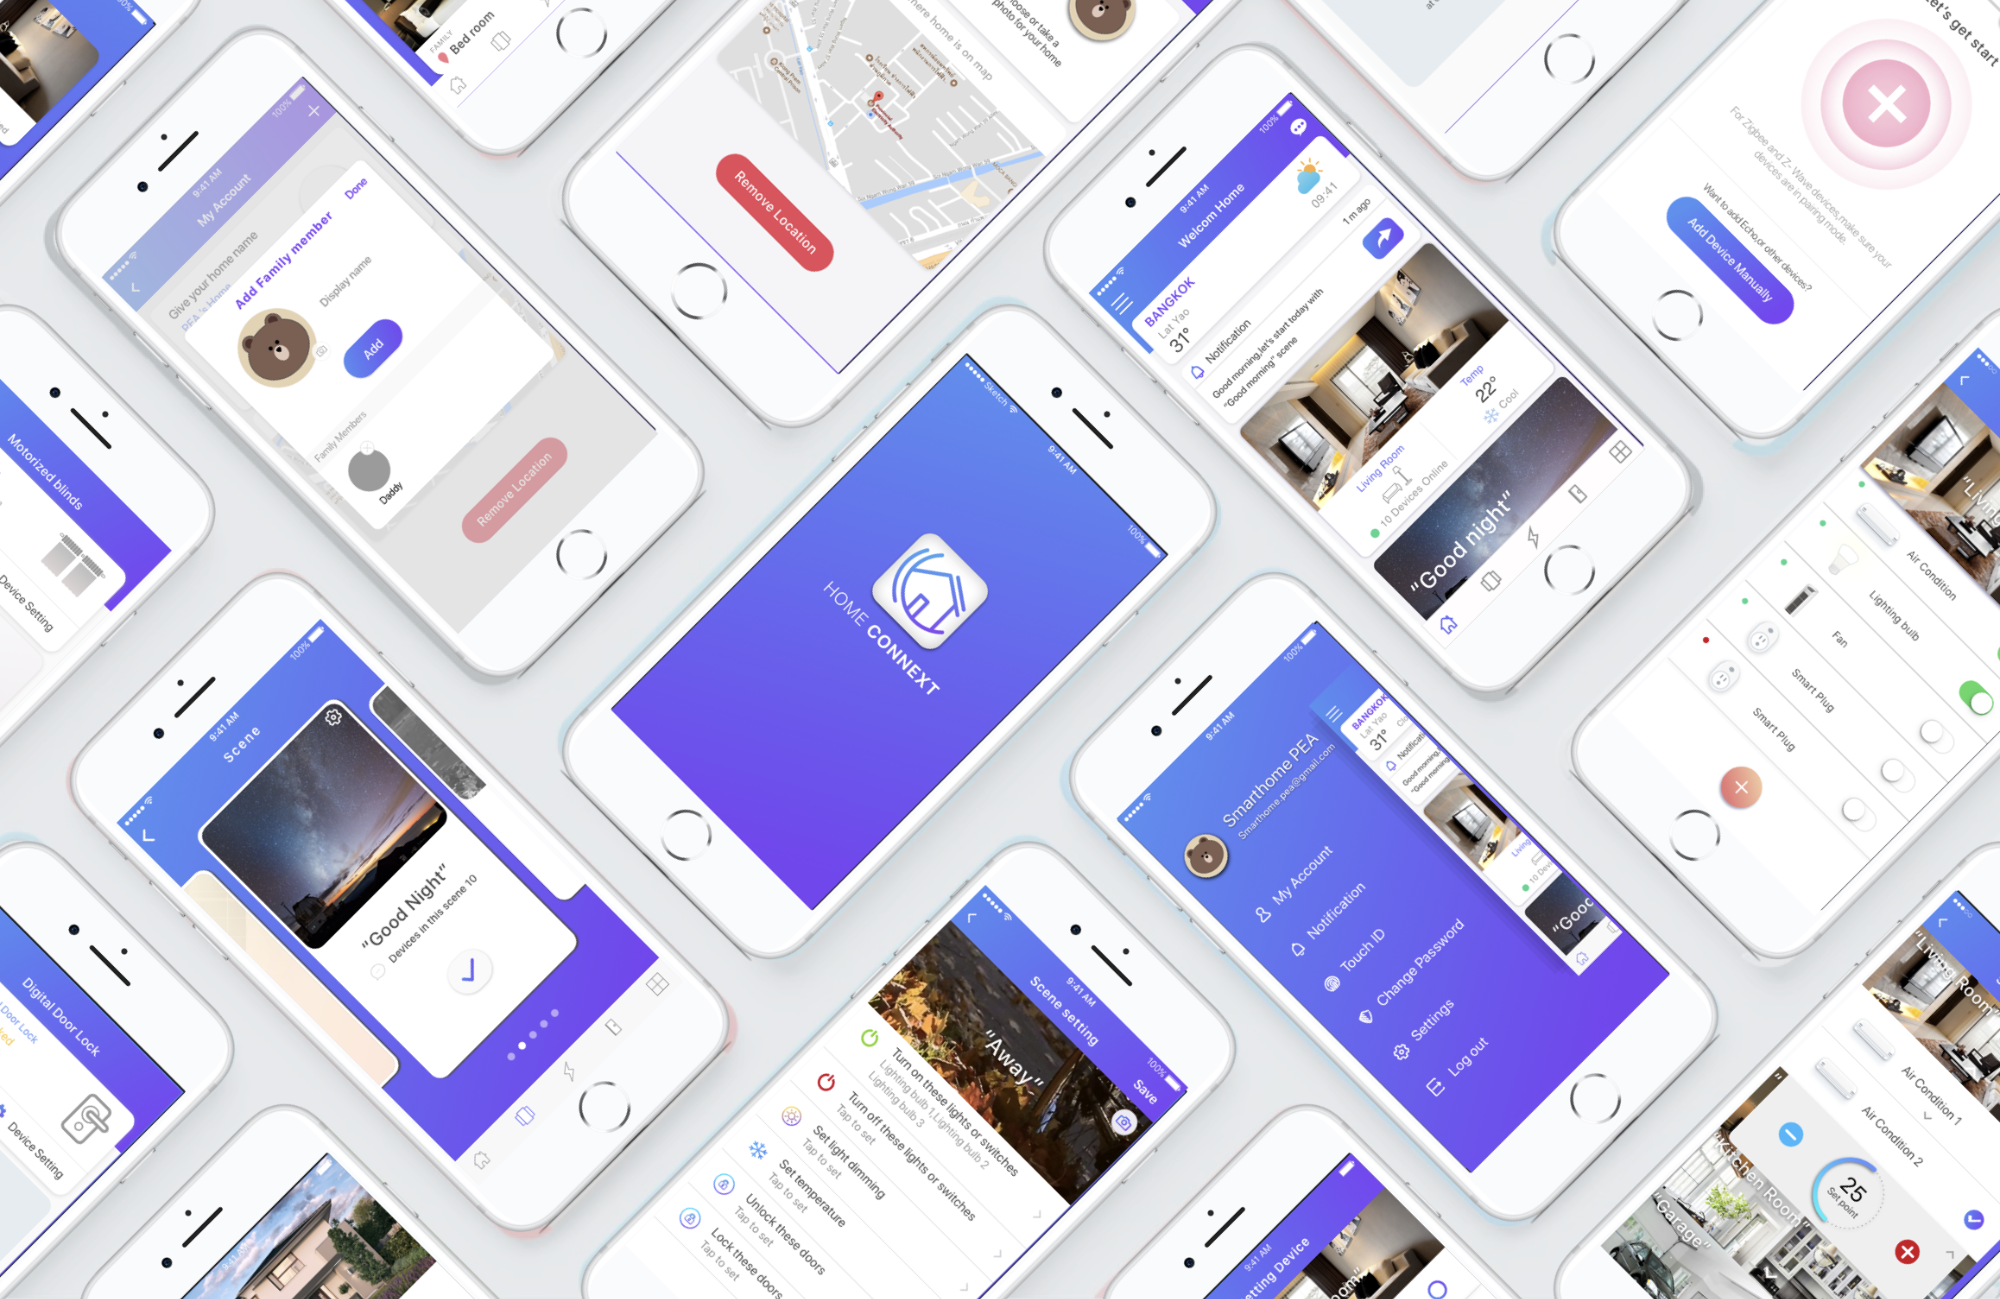 FAMILY
Bed room
100%
9:41 AM
My Account
Give your home name
Add Family member
Done
Display name
Add
Family Members
Daddy
Remove Location
where home is on map
photo for your home
Remove Location
100%
9:41 AM
Welcom Home
BANGKOK
Lat Yao
31°
09:41
1 m ago
Notification
Good morning,let's start today with
"Good morning" scene
Temp
22°
Cool
Living Room
10 Devices Online
"Good night"
Let's get start
For Zigbee and Z- Wave devices,make sure your
devices are in pairing mode.
Want to add Echo,or other devices?
Add Device Manually
Motorized blinds
Device Setting
Sketch
9:41 AM
100%
HOME CONNEXT
Air Condition
Lighting bulb
Fan
Smart Plug
Smart Plug
100%
9:41 AM
Scene
"Good Night"
Devices in this scene 10
100%
9:41 AM
Smarthome PEA
Smarthome.pea@gmail.com
My Account
Notification
Touch ID
Change Password
Settings
Log out
BANGKOK
Lat Yao
31°
Good morning,
"Good morning
Living
"Good
Digital Door Lock
Door Lock
Device Setting
9:41 AM
100%
Scene setting
Save
"Away"
Turn on these lights or switches
Lighting bulb 1,Lighting bulb 2
Lighting bulb 3
Turn off these lights or switches
Tap to set
Set light dimming
Tap to set
Set temperature
Tap to set
Unlock these doors
Tap to set
Lock these doors
Tap to set
9:41 AM
etting Device
"Living Room"
Air Condition 1
Air Condition 2
25
Set point
"Kitchen Room"
Garage"